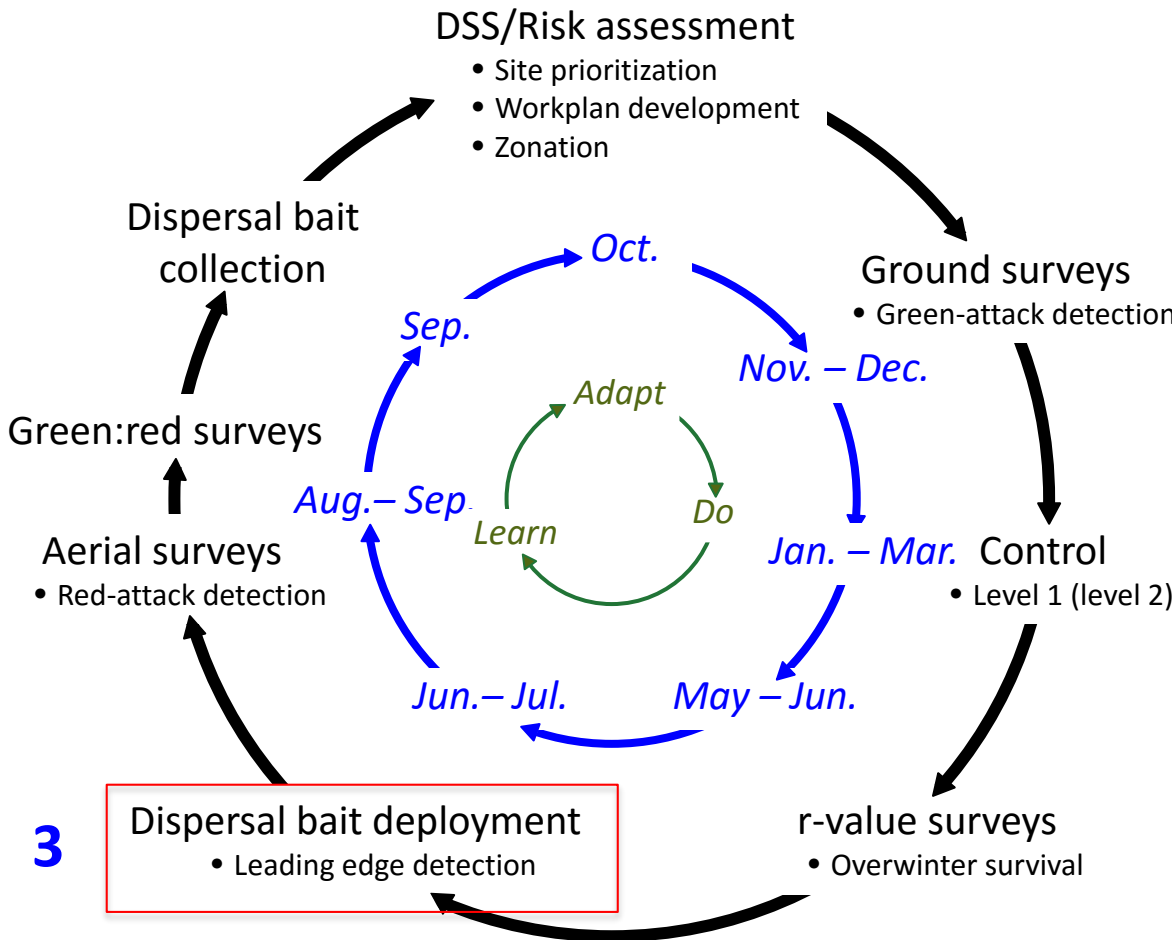 DSS/Risk assessment
• Site prioritization
• Workplan development
• Zonation
Dispersal bait
collection
Oct.
Ground surveys
• Green-attack detection
Sep.
Nov. – Dec.
Adapt
Green:red surveys
Aug.– Sep.
Do
Learn
Aerial surveys
• Red-attack detection
Jan. – Mar.
Control
• Level 1 (level 2)
Jun.– Jul.
May – Jun.
3
Dispersal bait deployment
• Leading edge detection
r-value surveys
• Overwinter survival